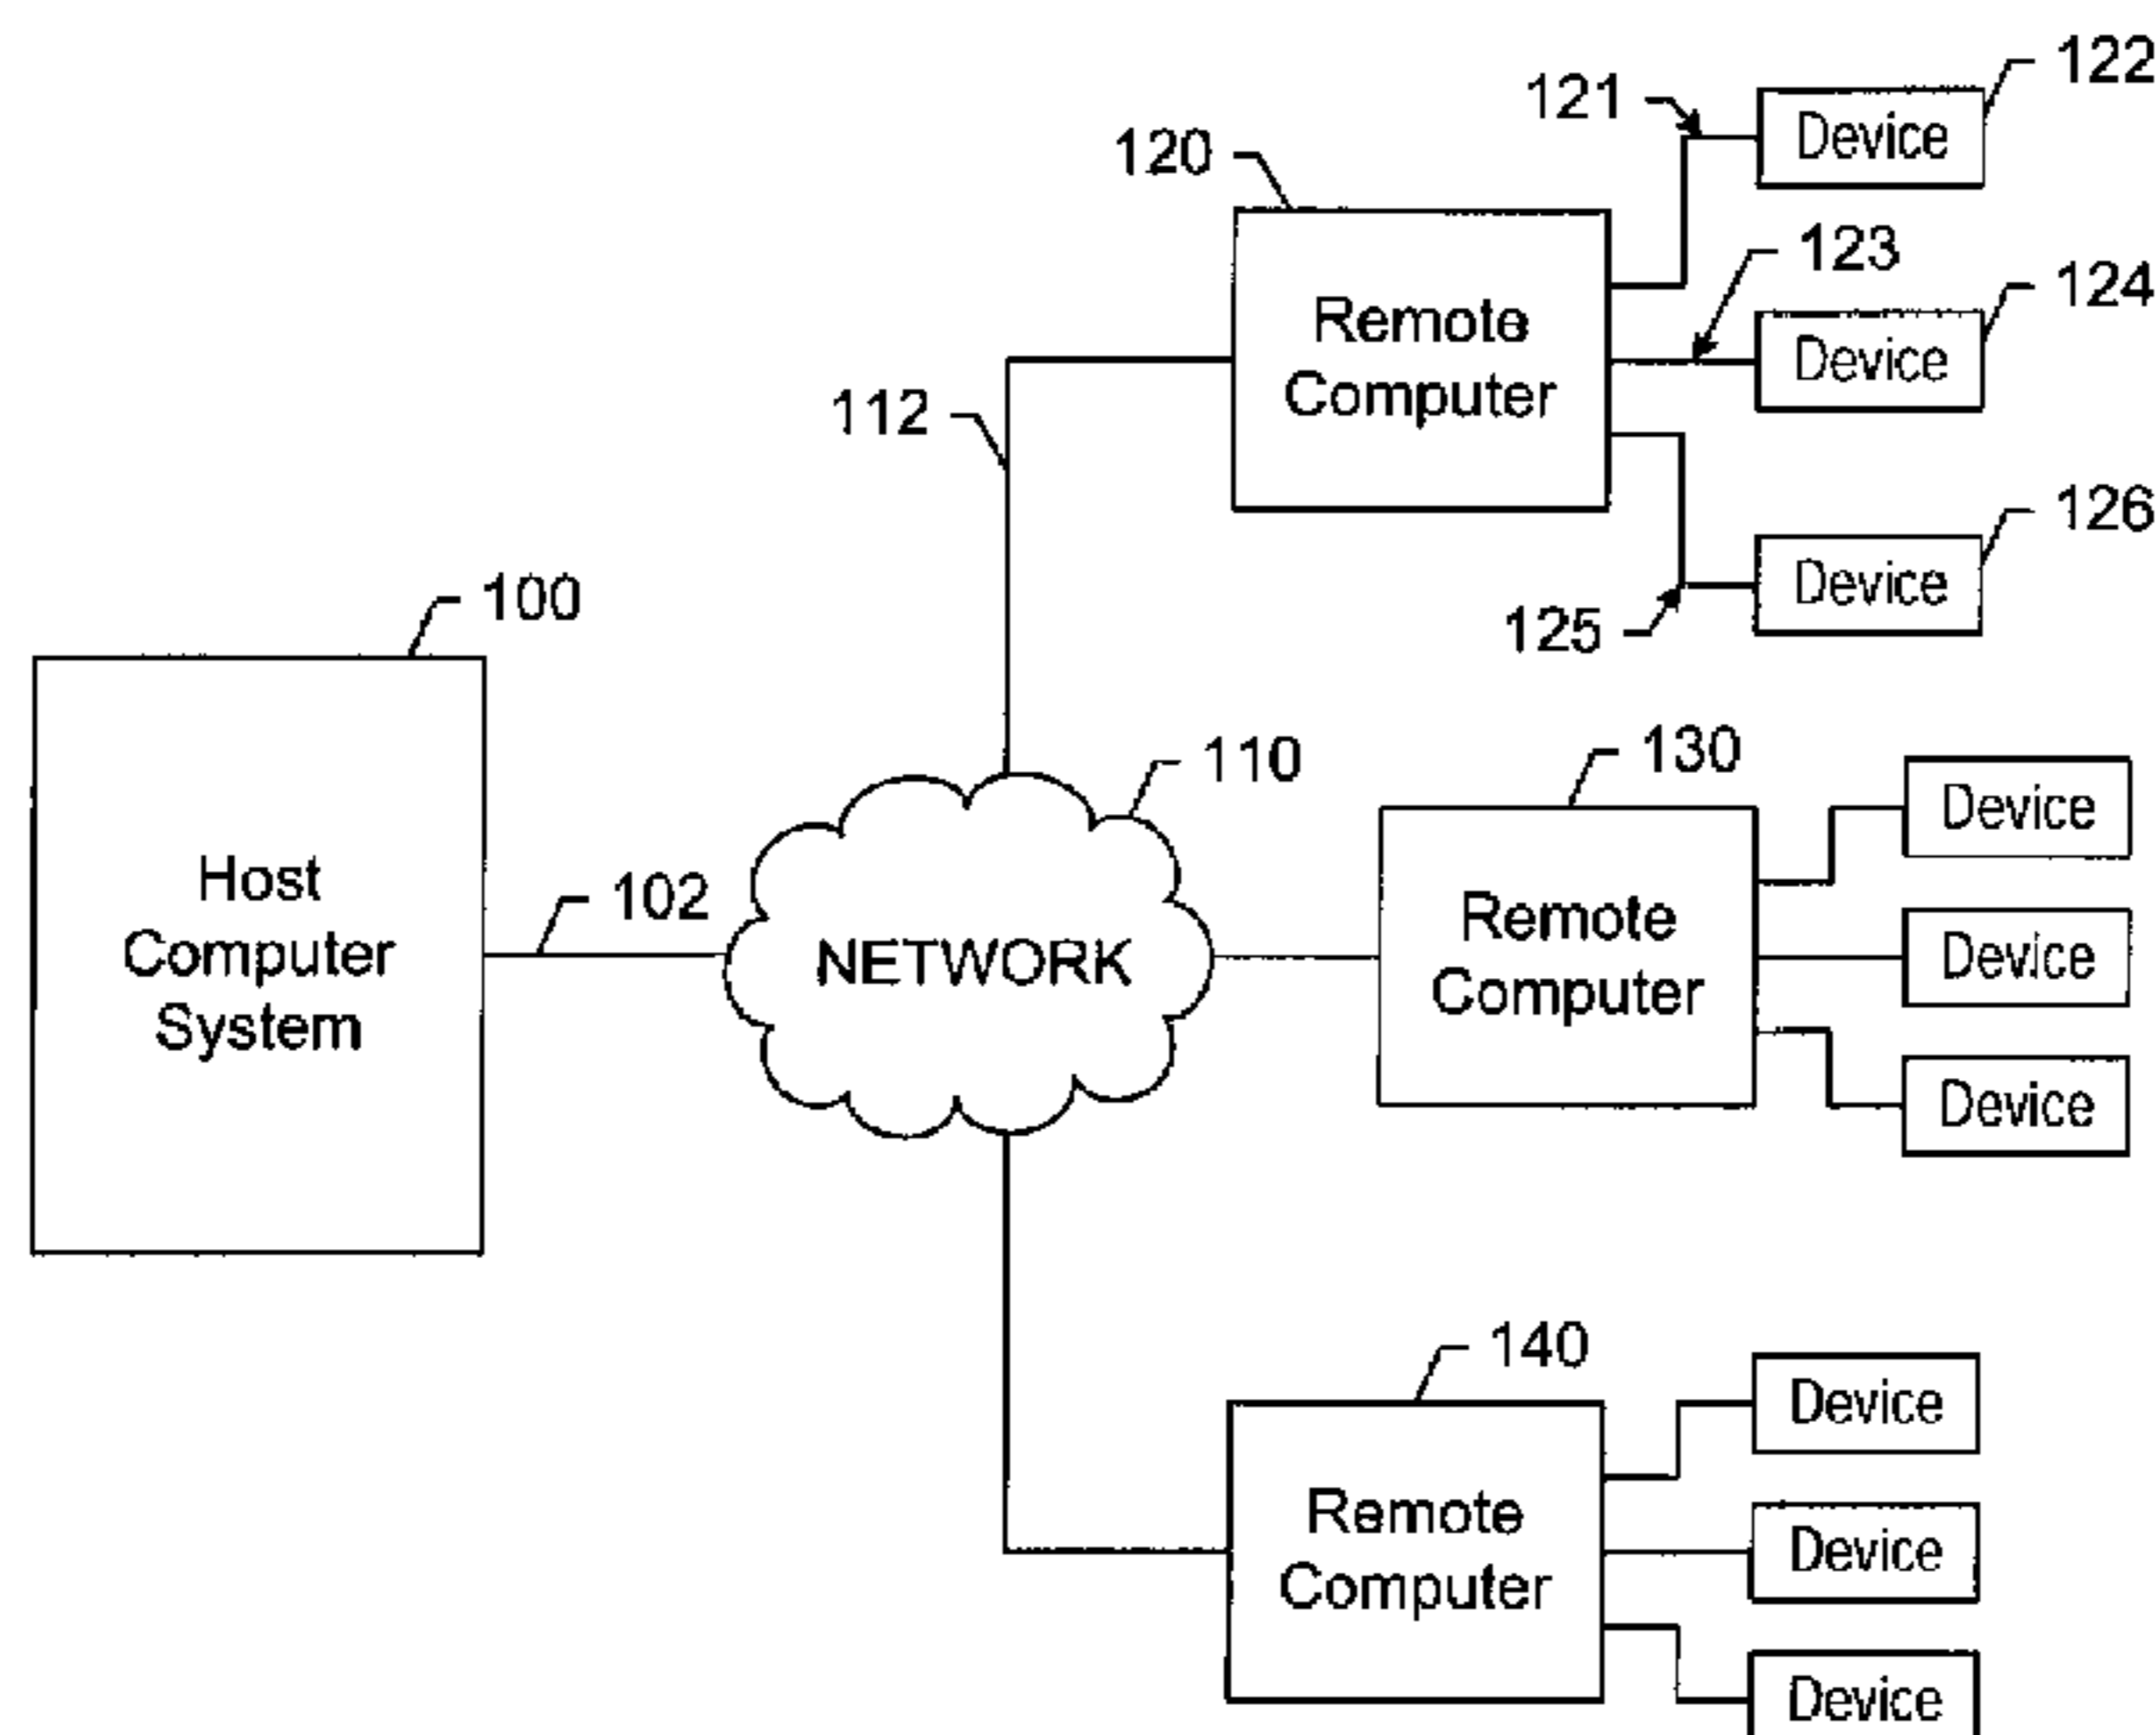 122
121
Device
120
123
124
Remote
Computer
Device
112
126
Device
125
100
110
130
Device
Host
Computer
System
102
NETWORK
Remote
Computer
Device
Device
140
Device
Remote
Computer
Device
Device